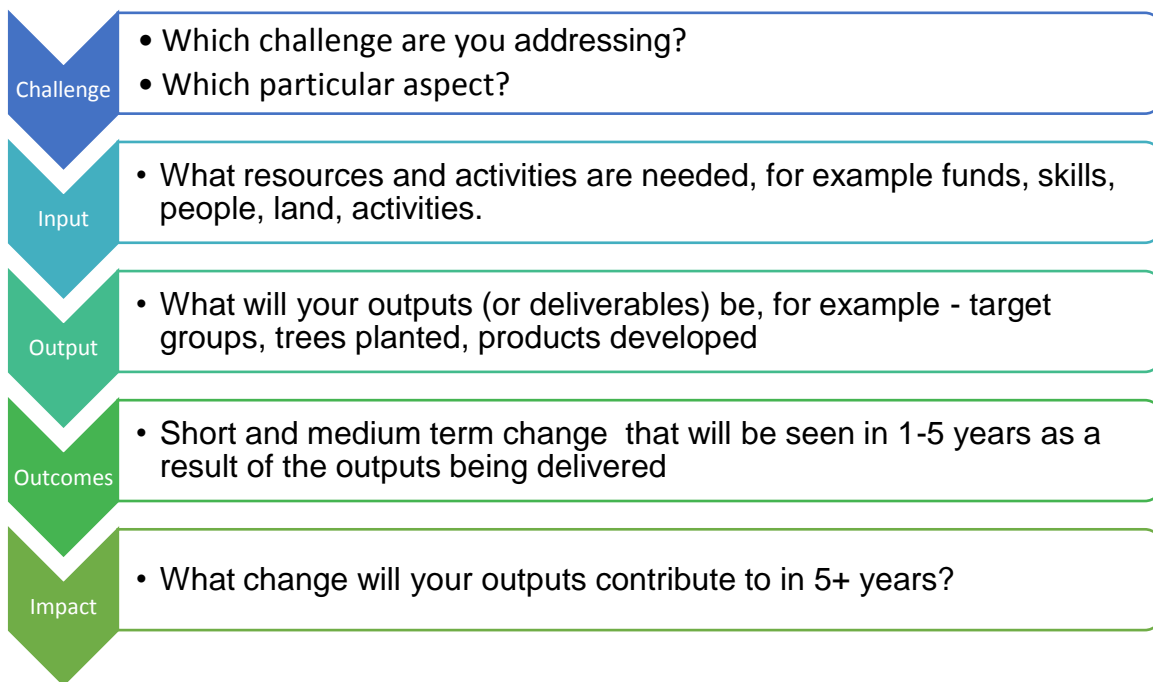 Challenge
• Which challenge are you addressing?
• Which particular aspect?
Input
• What resources and activities are needed, for example funds, skills,
people, land, activities.
Output
• What will your outputs (or deliverables) be, for example - target
groups, trees planted, products developed
Outcomes
• Short and medium term change  that will be seen in 1-5 years as a
result of the outputs being delivered
Impact
• What change will your outputs contribute to in 5+ years?